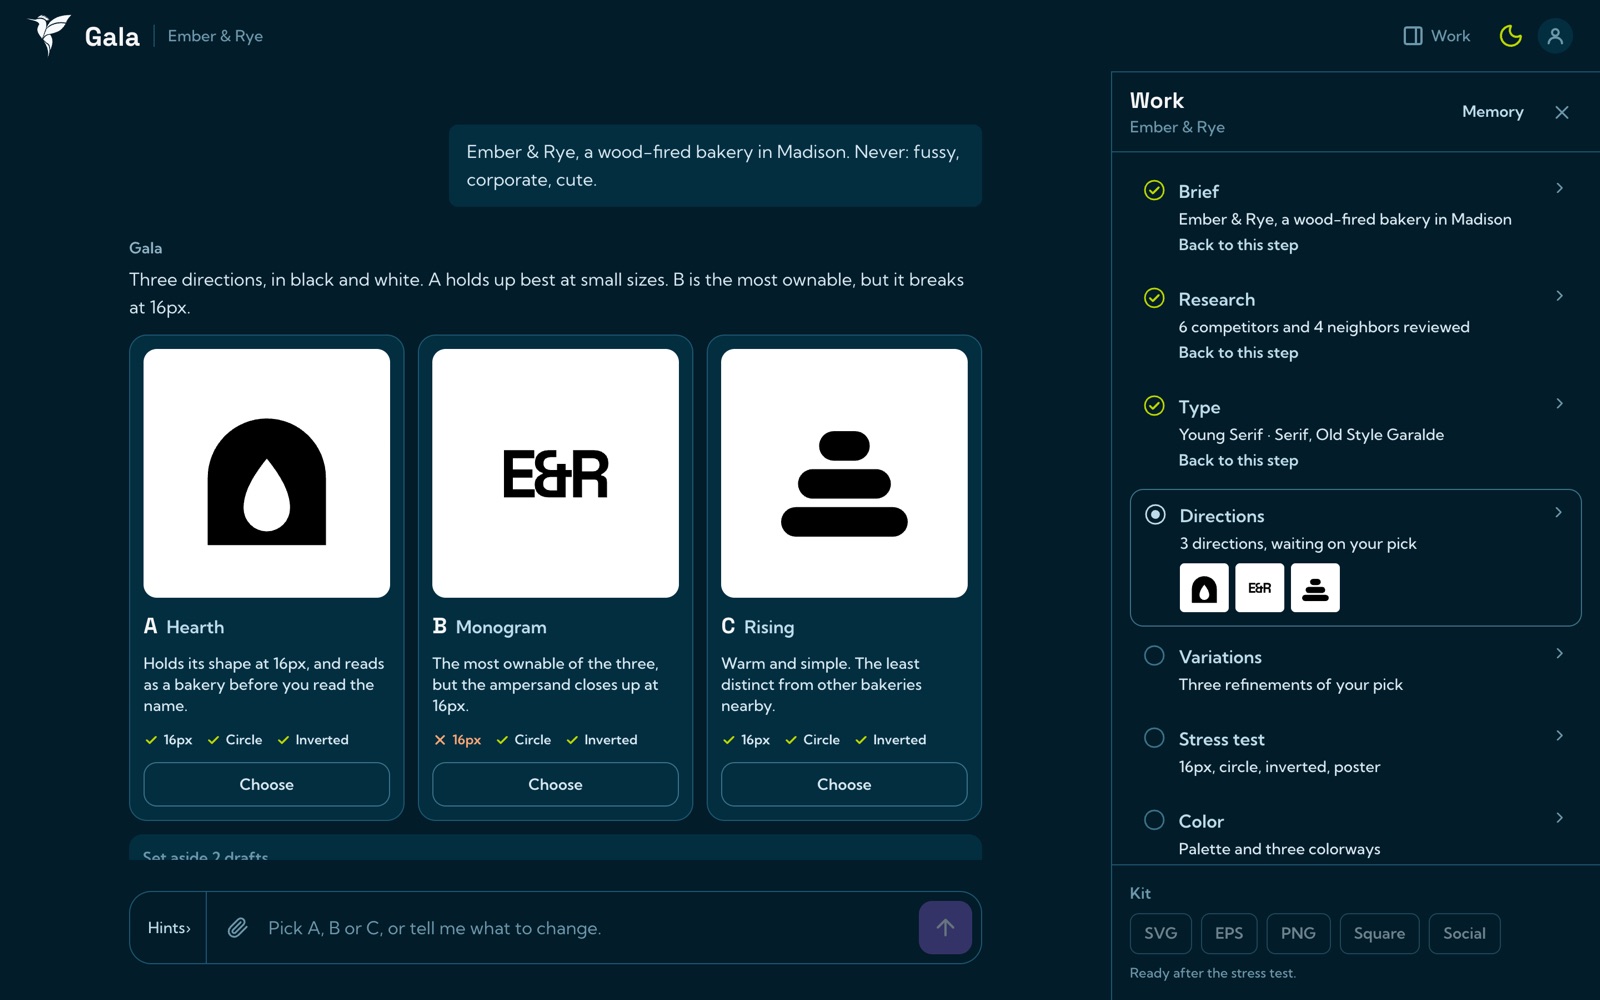 Gala
Ember & Rye
Work
Ember & Rye, a wood-fired bakery in Madison. Never: fussy,
corporate, cute.
Gala
Three directions, in black and white. A holds up best at small sizes. B is the most ownable, but it breaks
at 16px.
E&R
A Hearth
Holds its shape at 16px, and reads
as a bakery before you read the
name.
16px Circle Inverted
Choose
B Monogram
The most ownable of the three,
but the ampersand closes up at
16px.
16px Circle Inverted
Choose
C Rising
Warm and simple. The least
distinct from other bakeries
nearby.
16px Circle Inverted
Choose
Set aside 2 drafts
Hints›
Pick A, B or C, or tell me what to change.
Work
Ember & Rye
Memory
Brief
Ember & Rye, a wood-fired bakery in Madison
Back to this step
Research
6 competitors and 4 neighbors reviewed
Back to this step
Type
Young Serif · Serif, Old Style Garalde
Back to this step
Directions
3 directions, waiting on your pick
E&R
Variations
Three refinements of your pick
Stress test
16px, circle, inverted, poster
Color
Palette and three colorways
Kit
SVG EPS PNG Square Social
Ready after the stress test.